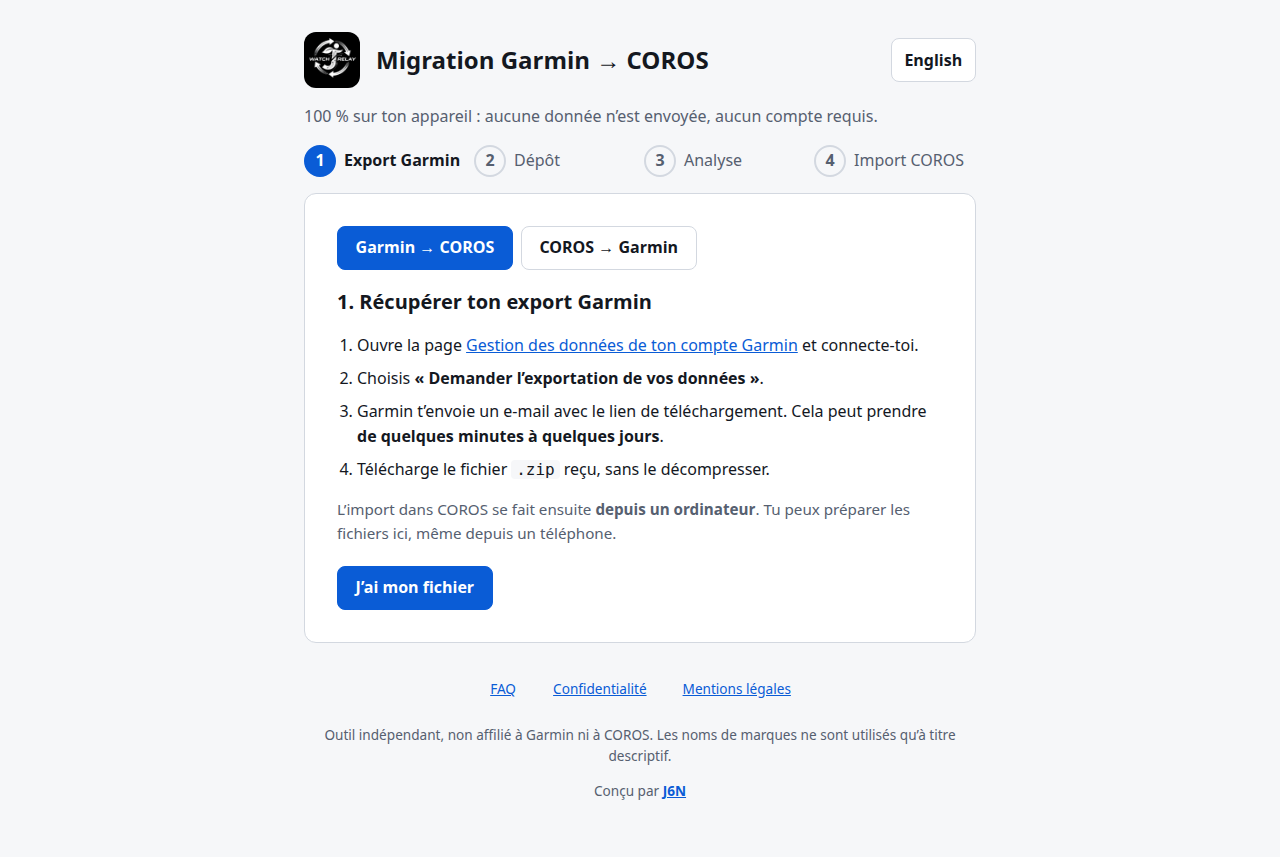 WATCH RELAY
Migration Garmin → COROS
English
100 % sur ton appareil : aucune donnée n’est envoyée, aucun compte requis.
1 Export Garmin 2 Dépôt 3 Analyse 4 Import COROS
Garmin → COROS COROS → Garmin
1. Récupérer ton export Garmin
1. Ouvre la page Gestion des données de ton compte Garmin et connecte-toi.
2. Choisis « Demander l’exportation de vos données ».
3. Garmin t’envoie un e-mail avec le lien de téléchargement. Cela peut prendre
de quelques minutes à quelques jours.
4. Télécharge le fichier .zip reçu, sans le décompresser.
L’import dans COROS se fait ensuite depuis un ordinateur. Tu peux préparer les
fichiers ici, même depuis un téléphone.
J’ai mon fichier
FAQ Confidentialité Mentions légales
Outil indépendant, non affilié à Garmin ni à COROS. Les noms de marques ne sont utilisés qu’à titre
descriptif.
Conçu par J6N